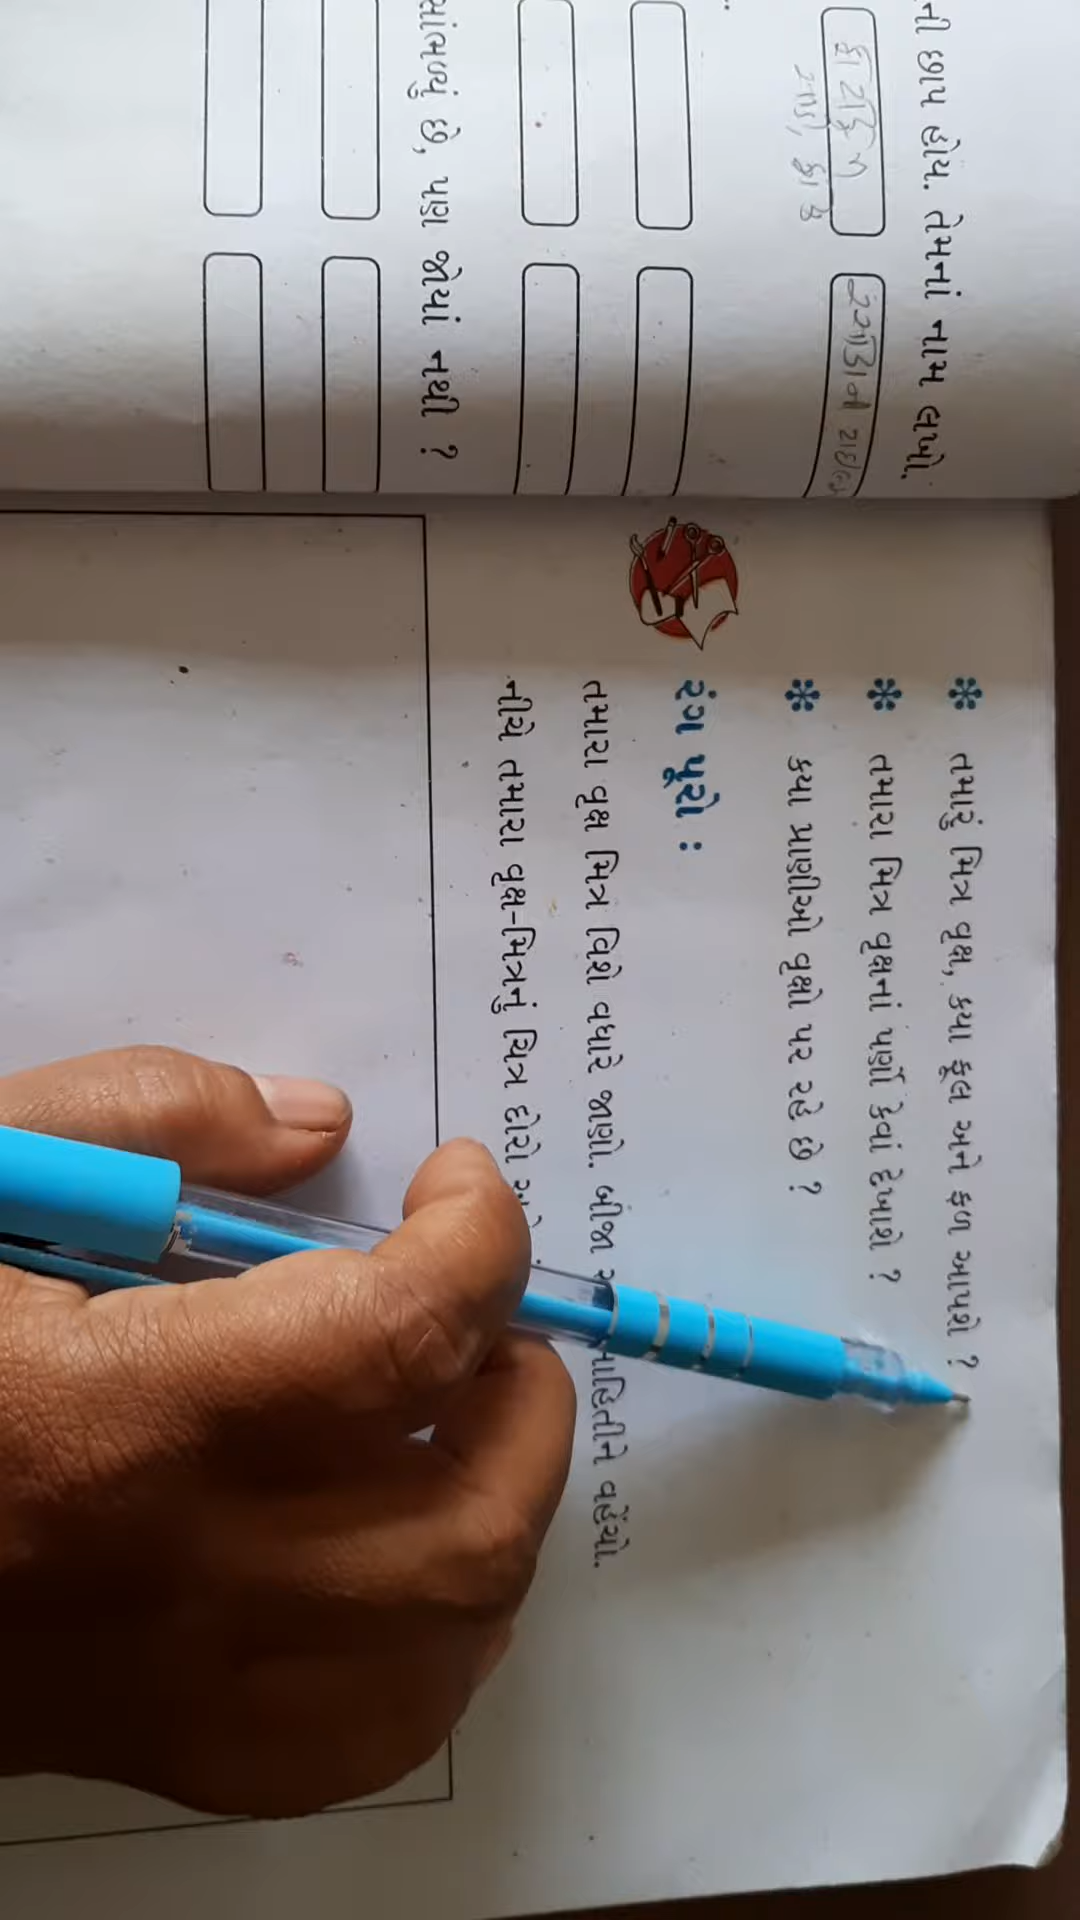 ની છાપ હોય. તેમનાં નામ લખો.
સાંભળ્યું છે, પણ જોયાં નથી ?
* તમારું મિત્ર વૃક્ષ, કયા ફૂલ અને ફળ આપશે ?
* તમારા મિત્ર વૃક્ષનાં પર્ણો કેવાં દેખાશે ?
* કયા પ્રાણીઓ વૃક્ષો પર રહે છે ?
રંગ પૂરો :
તમારા વૃક્ષ મિત્ર વિશે વધારે જાણો. બીજા માહિતીને વહેંચો.
નીચે તમારા વૃક્ષ-મિત્રનું ચિત્ર દોરો